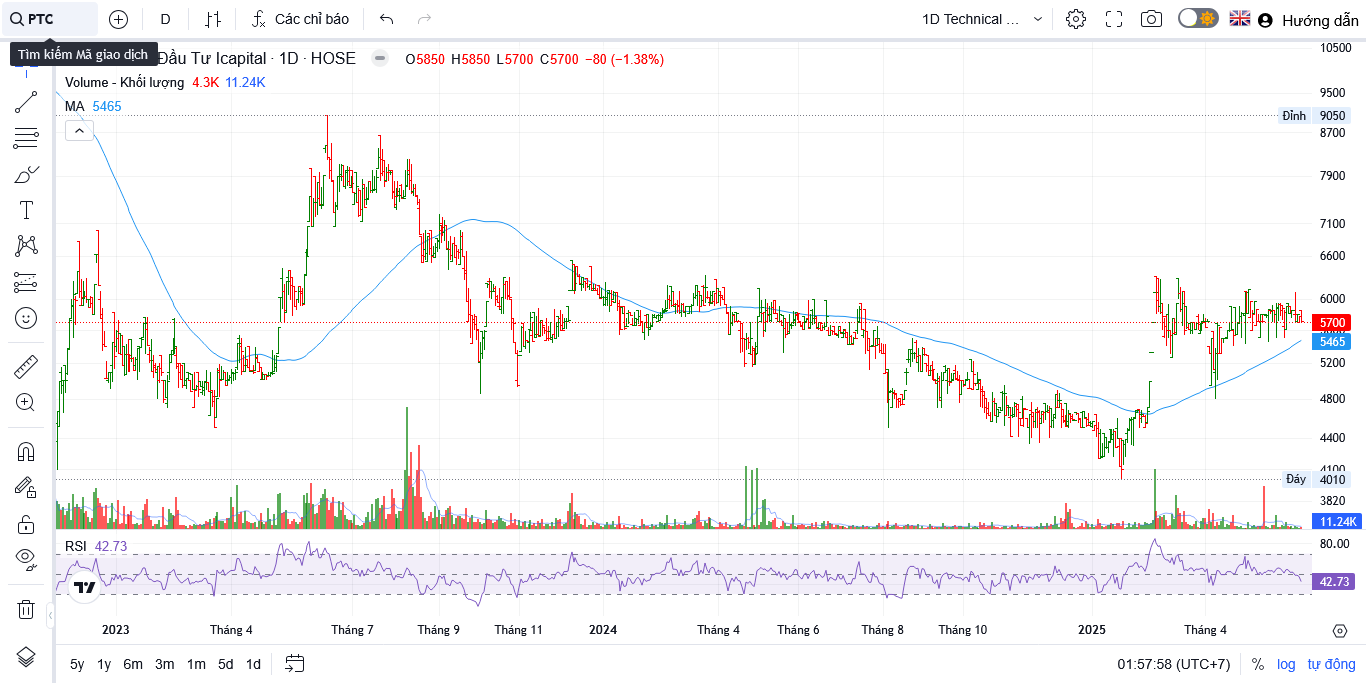 PTC
D
Các chỉ báo
1D Technical ...
Hướng dẫn
Tìm kiếm Mã giao dịch
Đầu Tư Icapital · 1D · HOSE
O5850 H5850 L5700 C5700 −80 (−1.38%)
Volume - Khối lượng 4.3K 11.24K
MA 5465
10500
9500
Đỉnh 9050
8700
7900
7100
6600
6000
5700
5465
5200
4800
4400
4100
Đáy 4010
3820
11.24K
RSI 42.73
80.00
42.73
2023 Tháng 4 Tháng 7 Tháng 9 Tháng 11 2024 Tháng 4 Tháng 6 Tháng 8 Tháng 10 2025 Tháng 4
5y 1y 6m 3m 1m 5d 1d
01:57:58 (UTC+7) % log tự động